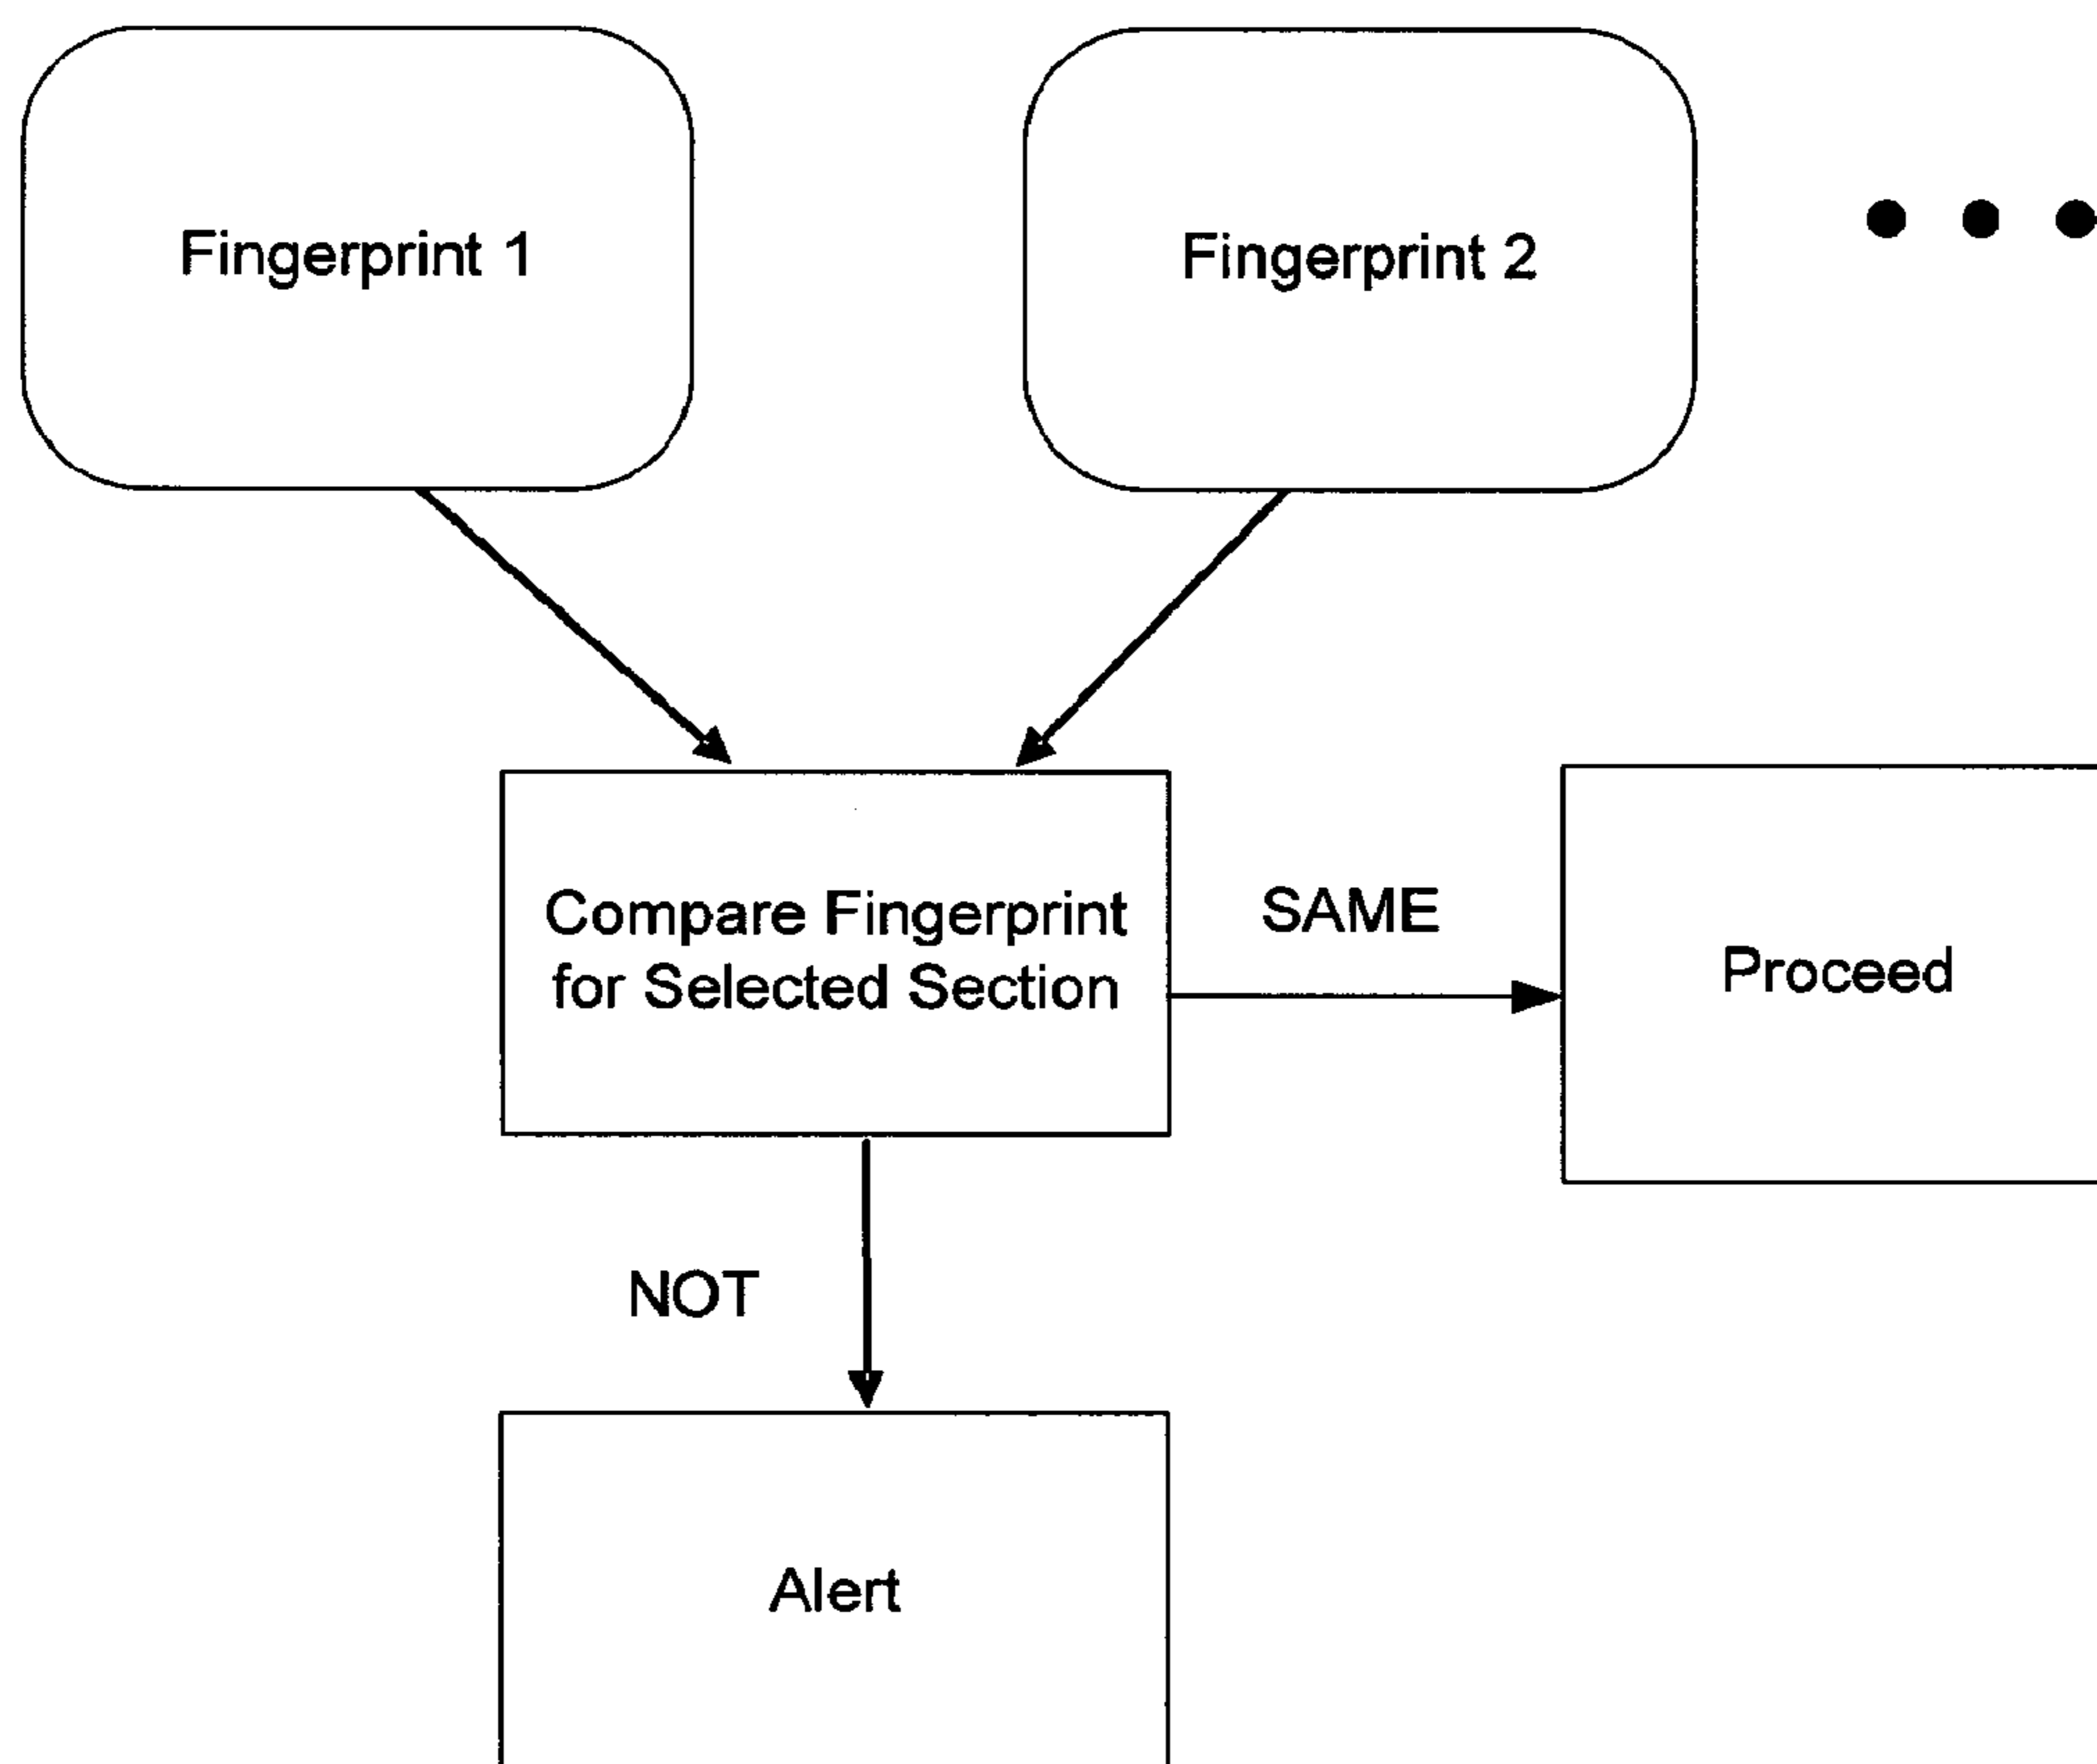 Fingerprint 1
Fingerprint 2
Compare Fingerprint
for Selected Section
SAME
Proceed
NOT
Alert